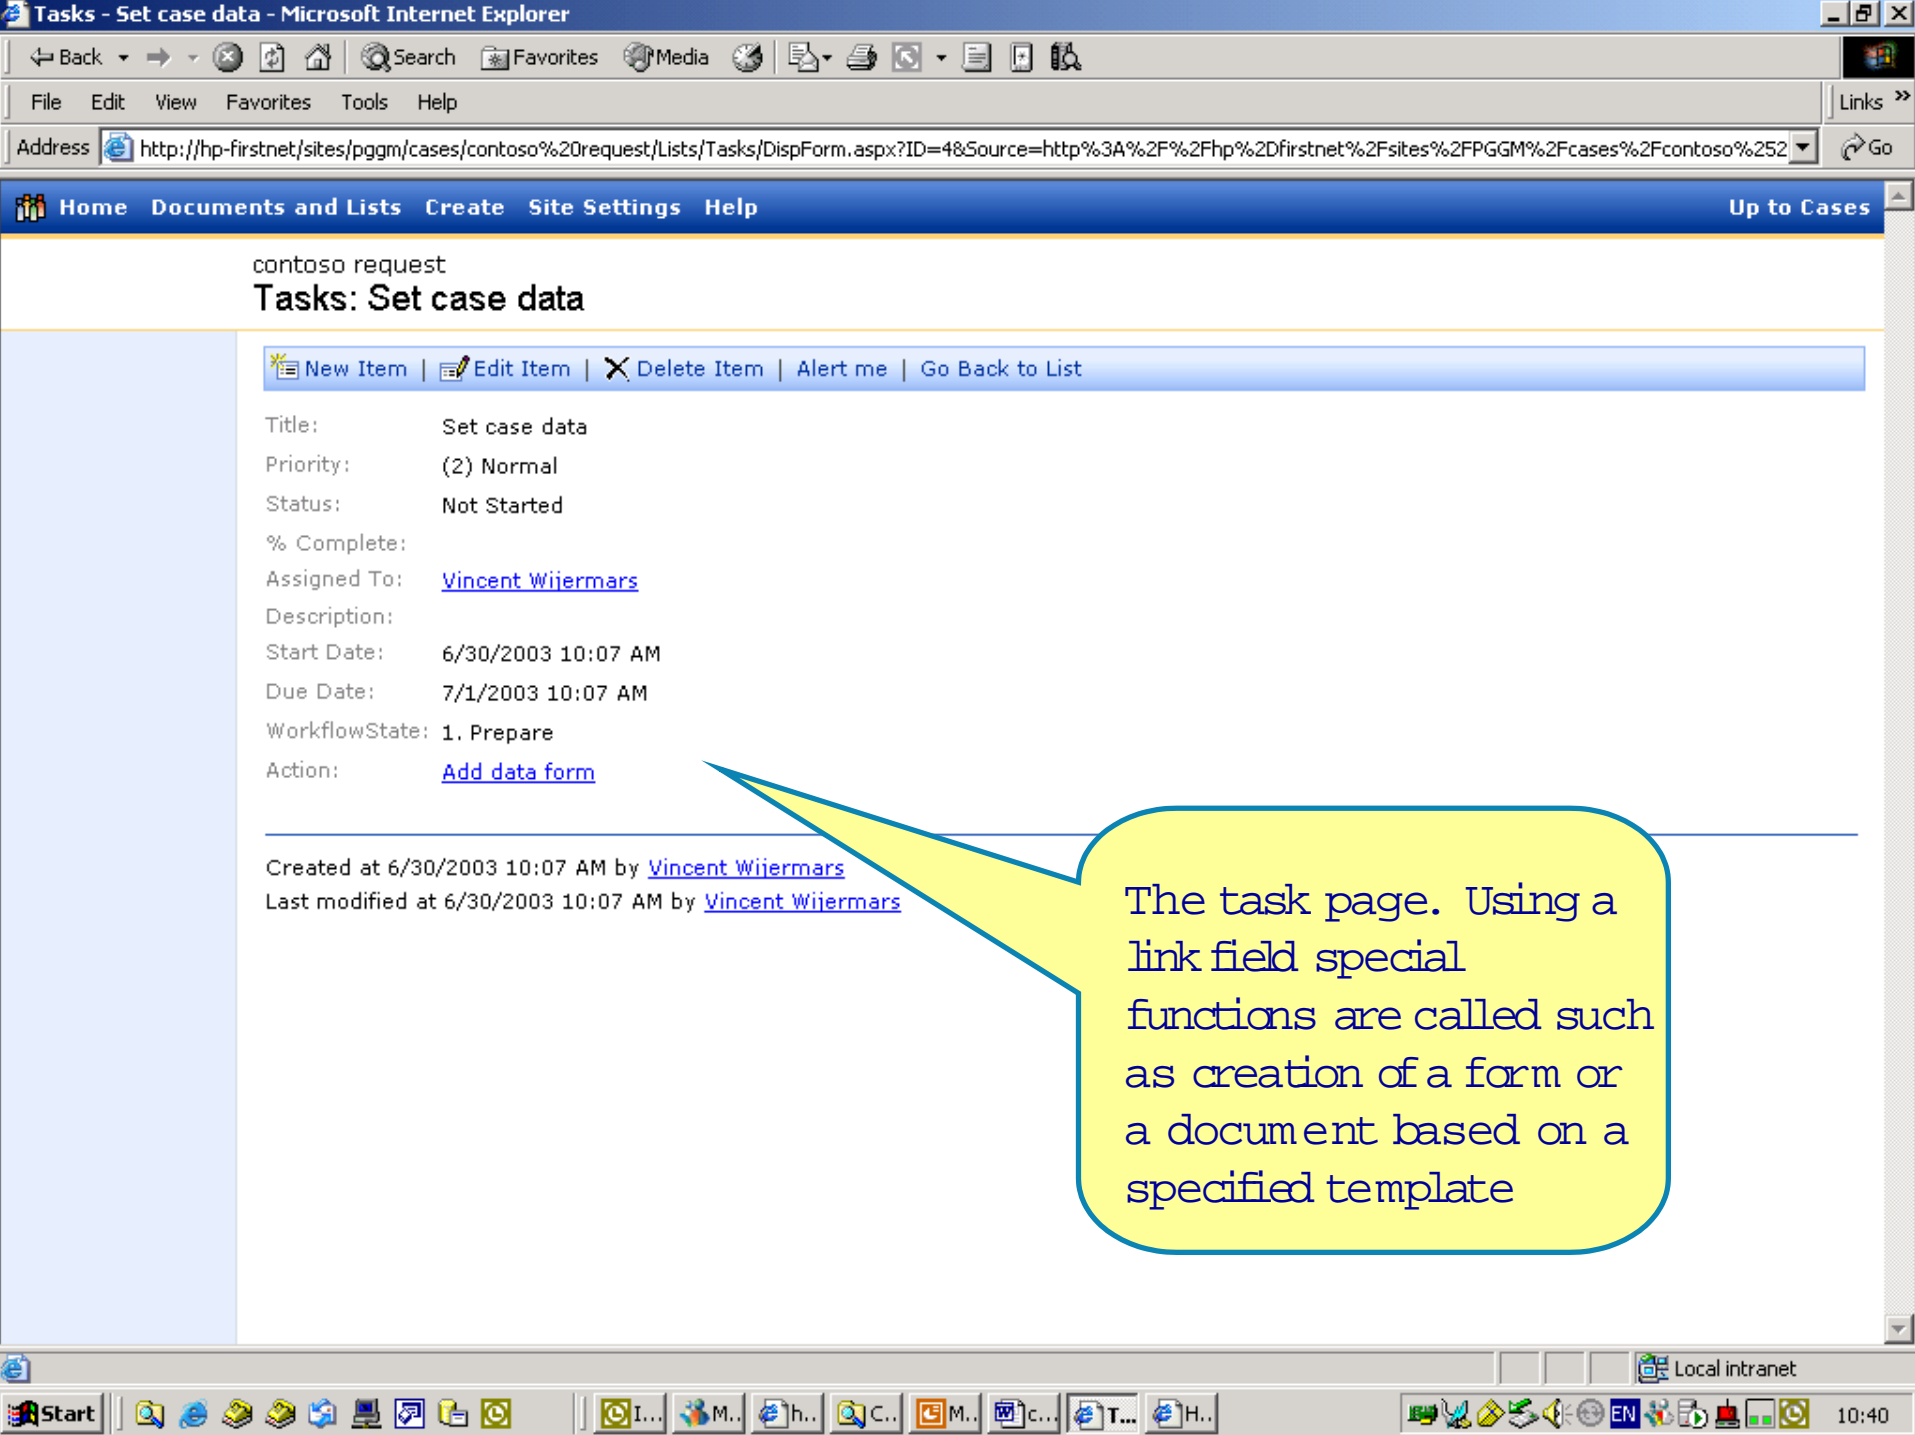 Tasks - Set case data - Microsoft Internet Explorer
Back Search Favorites Media
File Edit View Favorites Tools Help Links »
Address http://hp-firstnet/sites/pggm/cases/contoso%20request/Lists/Tasks/DispForm.aspx?ID=4&Source=http%3A%2F%2Fhp%2Dfirstnet%2Fsites%2FPGGM%2Fcases%2Fcontoso%252 Go
Home Documents and Lists Create Site Settings Help Up to Cases
contoso request
Tasks: Set case data
New Item | Edit Item | Delete Item | Alert me | Go Back to List
Title: Set case data
Priority: (2) Normal
Status: Not Started
% Complete:
Assigned To: Vincent Wijermars
Description:
Start Date: 6/30/2003 10:07 AM
Due Date: 7/1/2003 10:07 AM
WorkflowState: 1. Prepare
Action: Add data form
Created at 6/30/2003 10:07 AM by Vincent Wijermars
Last modified at 6/30/2003 10:07 AM by Vincent Wijermars
The task page. Using a
link field special
functions are called such
as creation of a form or
a document based on a
specified template
Local intranet
Start I... M.. h.. C.. M.. c... T... H.. EN 10:40